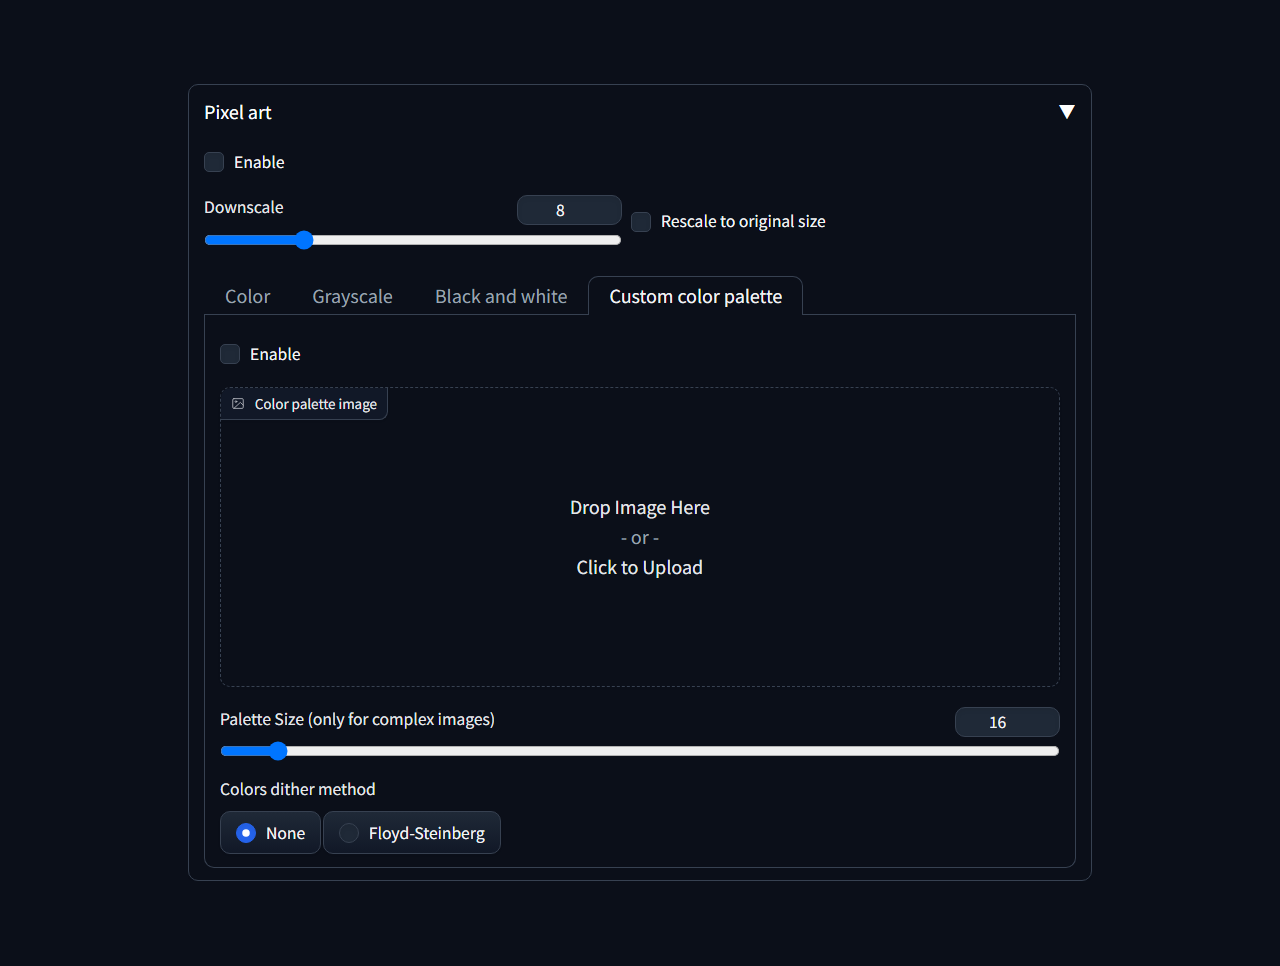 Pixel art
Enable
Downscale
8
Rescale to original size
Color
Grayscale
Black and white
Custom color palette
Enable
Color palette image
Drop Image Here
- or -
Click to Upload
Palette Size (only for complex images)
16
Colors dither method
None
Floyd-Steinberg